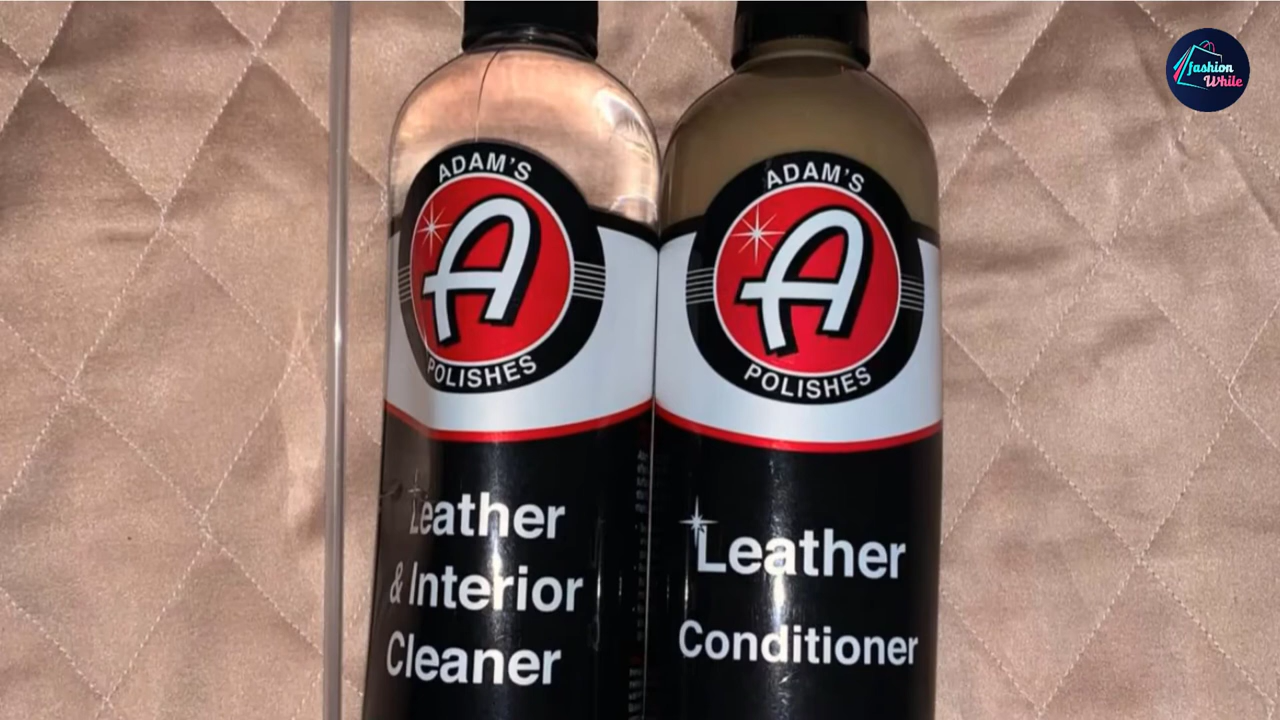 fashion
While
ADAM'S
A
POLISHES
Leather
& Interior
Cleaner
ADAM'S
A
POLISHES
Leather
Conditioner